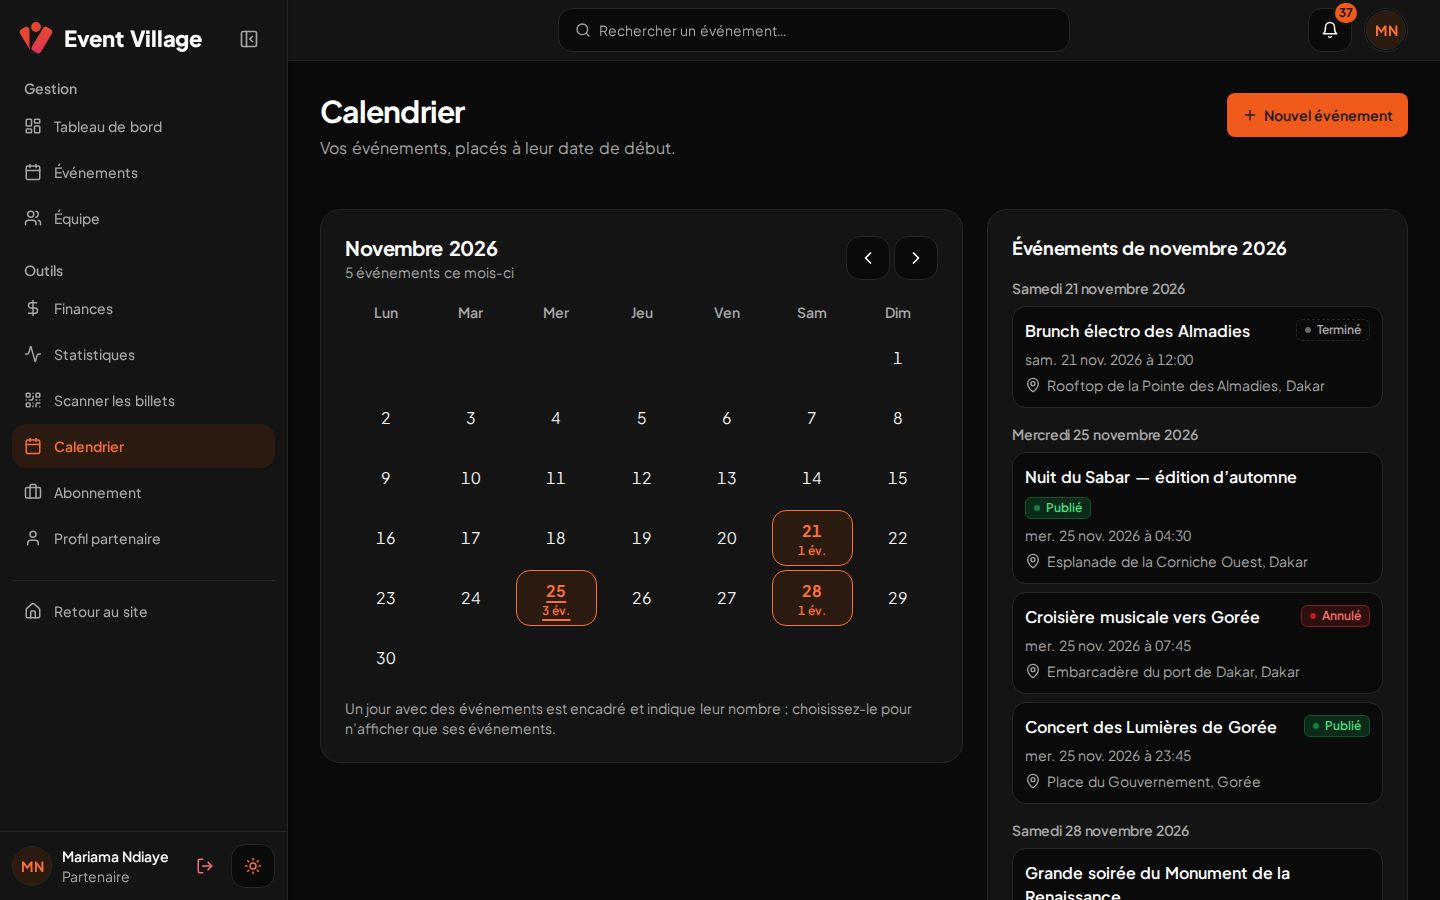 Event Village
Gestion
Tableau de bord
Événements
Équipe
Outils
Finances
Statistiques
Scanner les billets
Calendrier
Abonnement
Profil partenaire
Retour au site
MN
Mariama Ndiaye
Partenaire
Rechercher un événement...
37
MN
Calendrier
Vos événements, placés à leur date de début.
+ Nouvel événement
Novembre 2026
5 événements ce mois-ci
Lun Mar Mer Jeu Ven Sam Dim
1
2 3 4 5 6 7 8
9 10 11 12 13 14 15
16 17 18 19 20 21 22
1 év.
23 24 25 26 27 28 29
3 év. 1 év.
30
Un jour avec des événements est encadré et indique leur nombre ; choisissez-le pour
n’afficher que ses événements.
Événements de novembre 2026
Samedi 21 novembre 2026
Brunch électro des Almadies Terminé
sam. 21 nov. 2026 à 12:00
Rooftop de la Pointe des Almadies, Dakar
Mercredi 25 novembre 2026
Nuit du Sabar — édition d’automne
Publié
mer. 25 nov. 2026 à 04:30
Esplanade de la Corniche Ouest, Dakar
Croisière musicale vers Gorée Annulé
mer. 25 nov. 2026 à 07:45
Embarcadère du port de Dakar, Dakar
Concert des Lumières de Gorée Publié
mer. 25 nov. 2026 à 23:45
Place du Gouvernement, Gorée
Samedi 28 novembre 2026
Grande soirée du Monument de la
Renaissance